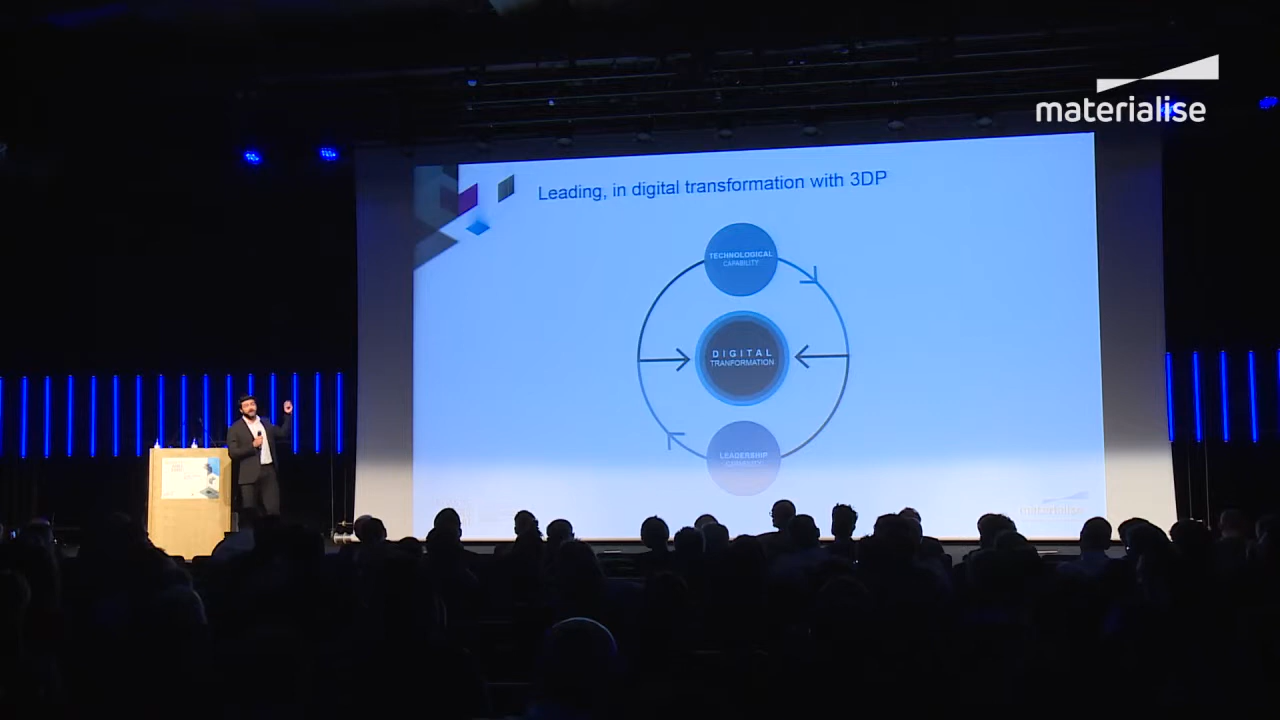 materialise
Leading, in digital transformation with 3DP
TECHNOLOGICAL
CAPABILITY
DIGITAL
TRANFORMATION
LEADERSHIP
CAPABILITY
materialise